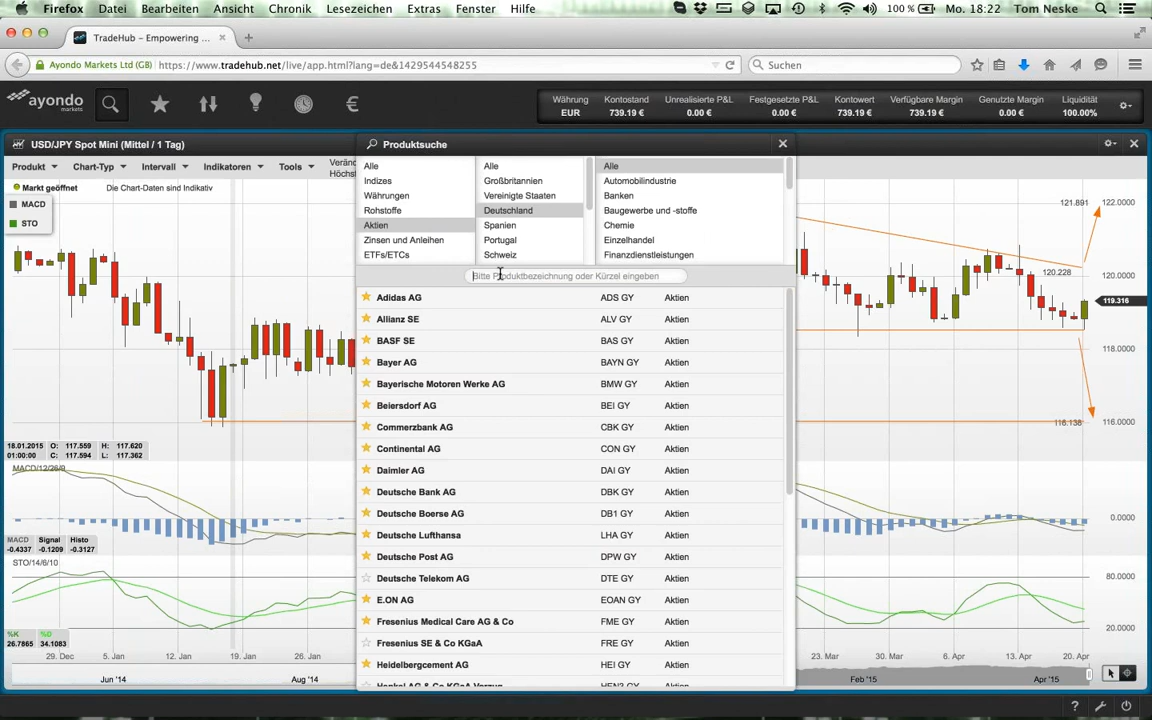 Firefox Datei Bearbeiten Ansicht Chronik Lesezeichen Extras Fenster Hilfe 100 % Mo. 18:22 Tom Neske
TradeHub – Empowering ...
Ayondo Markets Ltd (GB) https://www.tradehub.net/live/app.html?lang=de&1429544548255 Suchen
ayondo markets
Währung Kontostand Unrealisierte P&L Festgesetzte P&L Kontowert Verfügbare Margin Genutzte Margin Liquidität
EUR 739.19 € 0.00 € 0.00 € 739.19 € 739.19 € 0.00 € 100.00%
USD/JPY Spot Mini (Mittel / 1 Tag)
Produktsuche
Produkt Chart-Typ Intervall Indikatoren Tools
Veränd
Höchst
Markt geöffnet Die Chart-Daten sind Indikativ
MACD
STO
Alle Alle Alle
Indizes Großbritannien Automobilindustrie
Währungen Vereinigte Staaten Banken
Rohstoffe Deutschland Baugewerbe und -stoffe
Aktien Spanien Chemie
Zinsen und Anleihen Portugal Einzelhandel
ETFs/ETCs Schweiz Finanzdienstleistungen
Bitte Produktbezeichnung oder Kürzel eingeben
Adidas AG ADS GY Aktien
Allianz SE ALV GY Aktien
BASF SE BAS GY Aktien
Bayer AG BAYN GY Aktien
Bayerische Motoren Werke AG BMW GY Aktien
Beiersdorf AG BEI GY Aktien
Commerzbank AG CBK GY Aktien
Continental AG CON GY Aktien
Daimler AG DAI GY Aktien
Deutsche Bank AG DBK GY Aktien
Deutsche Boerse AG DB1 GY Aktien
Deutsche Lufthansa LHA GY Aktien
Deutsche Post AG DPW GY Aktien
Deutsche Telekom AG DTE GY Aktien
E.ON AG EOAN GY Aktien
Fresenius Medical Care AG & Co FME GY Aktien
Fresenius SE & Co KGaA FRE GY Aktien
Heidelbergcement AG HEI GY Aktien
Henkel AG & Co KGaA Vorzug HEN3 GY Aktien
121.891
122.0000
120.228
120.0000
119.316
118.0000
116.138
116.0000
18.01.2015 O: 117.559 H: 117.620
01:00:00 C: 117.594 L: 117.362
MACD/12/26/9
0.0000
MACD Signal Histo
-0.4337 -0.1209 -0.3127
STO/14/6/10
80.0000
%K %D
26.7865 34.1083
20.0000
29. Dec 5. Jan 12. Jan 19. Jan 26. Jan 23. Mar 30. Mar 6. Apr 13. Apr 20. Apr
Jun '14 Aug '14 Feb '15 Apr '15